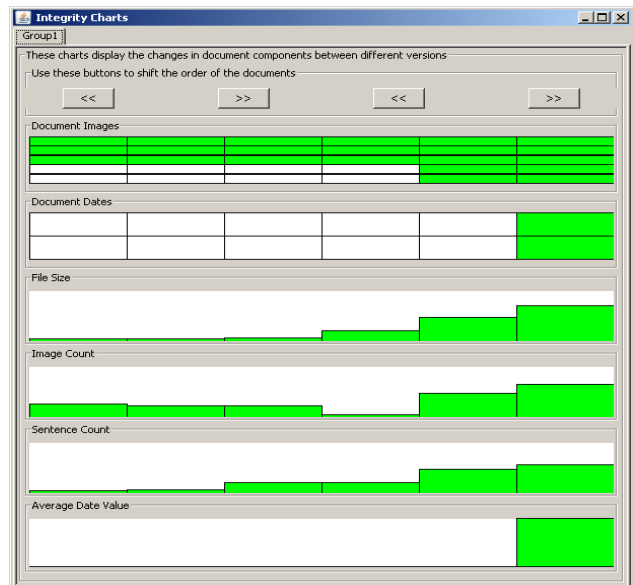 Integrity Charts
Group1
These charts display the changes in document components between different versions
Use these buttons to shift the order of the documents
<< >> << >>
Document Images
Document Dates
File Size
Image Count
Sentence Count
Average Date Value